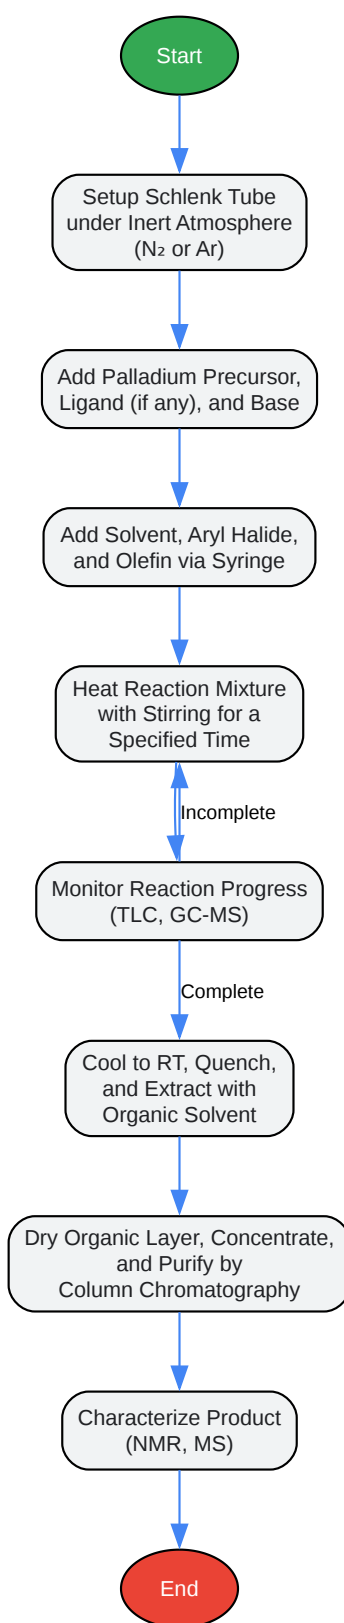 Start
Setup Schlenk Tube
under Inert Atmosphere
(N₂ or Ar)
Add Palladium Precursor,
Ligand (if any), and Base
Add Solvent, Aryl Halide,
and Olefin via Syringe
Heat Reaction Mixture
with Stirring for a
Specified Time
Incomplete
Monitor Reaction Progress
(TLC, GC-MS)
Complete
Cool to RT, Quench,
and Extract with
Organic Solvent
Dry Organic Layer, Concentrate,
and Purify by
Column Chromatography
Characterize Product
(NMR, MS)
End